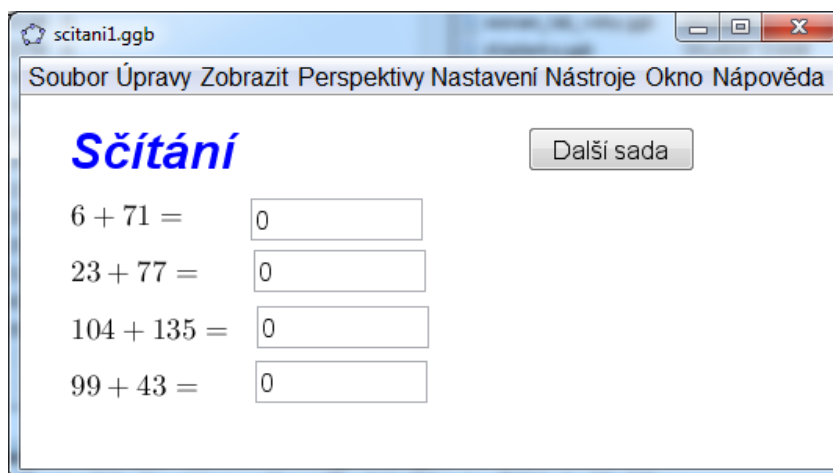 scitani1.ggb
Soubor Úpravy Zobrazit Perspektivy Nastavení Nástroje Okno Nápověda
Sčítání
Další sada
6 + 71 = 0
23 + 77 = 0
104 + 135 = 0
99 + 43 = 0